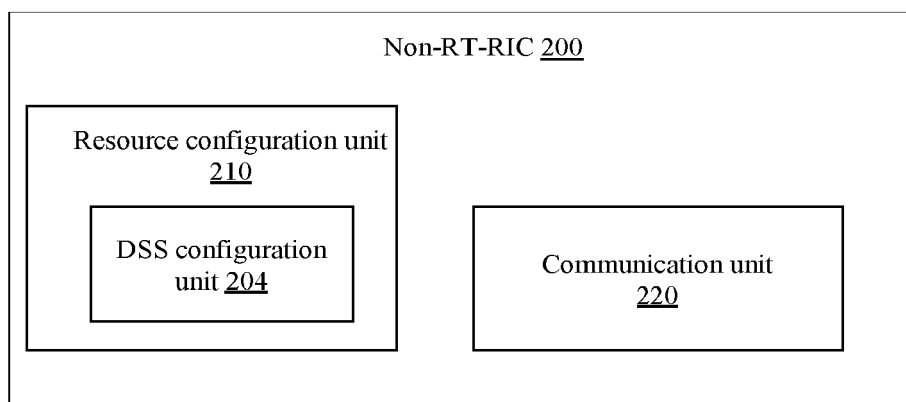 Non-RT-RIC 200
Resource configuration unit
210
DSS configuration
unit 204
Communication unit
220